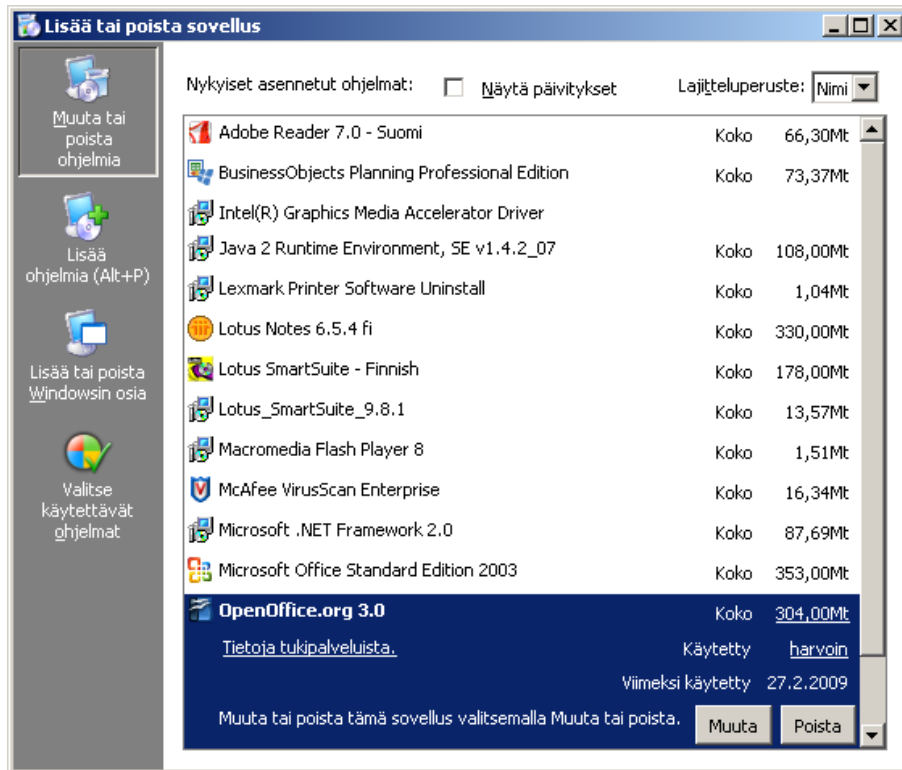 Lisää tai poista sovellus
Muuta tai
poista
ohjelmia
Lisää
ohjelmia (Alt+P)
Lisää tai poista
Windowsin osia
Valitse
käytettävät
ohjelmat
Nykyiset asennetut ohjelmat: Näytä päivitykset Lajitteluperuste: Nimi
Adobe Reader 7.0 - Suomi Koko 66,30Mt
BusinessObjects Planning Professional Edition Koko 73,37Mt
Intel(R) Graphics Media Accelerator Driver
Java 2 Runtime Environment, SE v1.4.2_07 Koko 108,00Mt
Lexmark Printer Software Uninstall Koko 1,04Mt
Lotus Notes 6.5.4 fi Koko 330,00Mt
Lotus SmartSuite - Finnish Koko 178,00Mt
Lotus_SmartSuite_9.8.1 Koko 13,57Mt
Macromedia Flash Player 8 Koko 1,51Mt
McAfee VirusScan Enterprise Koko 16,34Mt
Microsoft .NET Framework 2.0 Koko 87,69Mt
Microsoft Office Standard Edition 2003 Koko 353,00Mt
OpenOffice.org 3.0 Koko 304,00Mt
Tietoja tukipalveluista. Käytetty harvoin
Viimeksi käytetty 27.2.2009
Muuta tai poista tämä sovellus valitsemalla Muuta tai poista. Muuta Poista